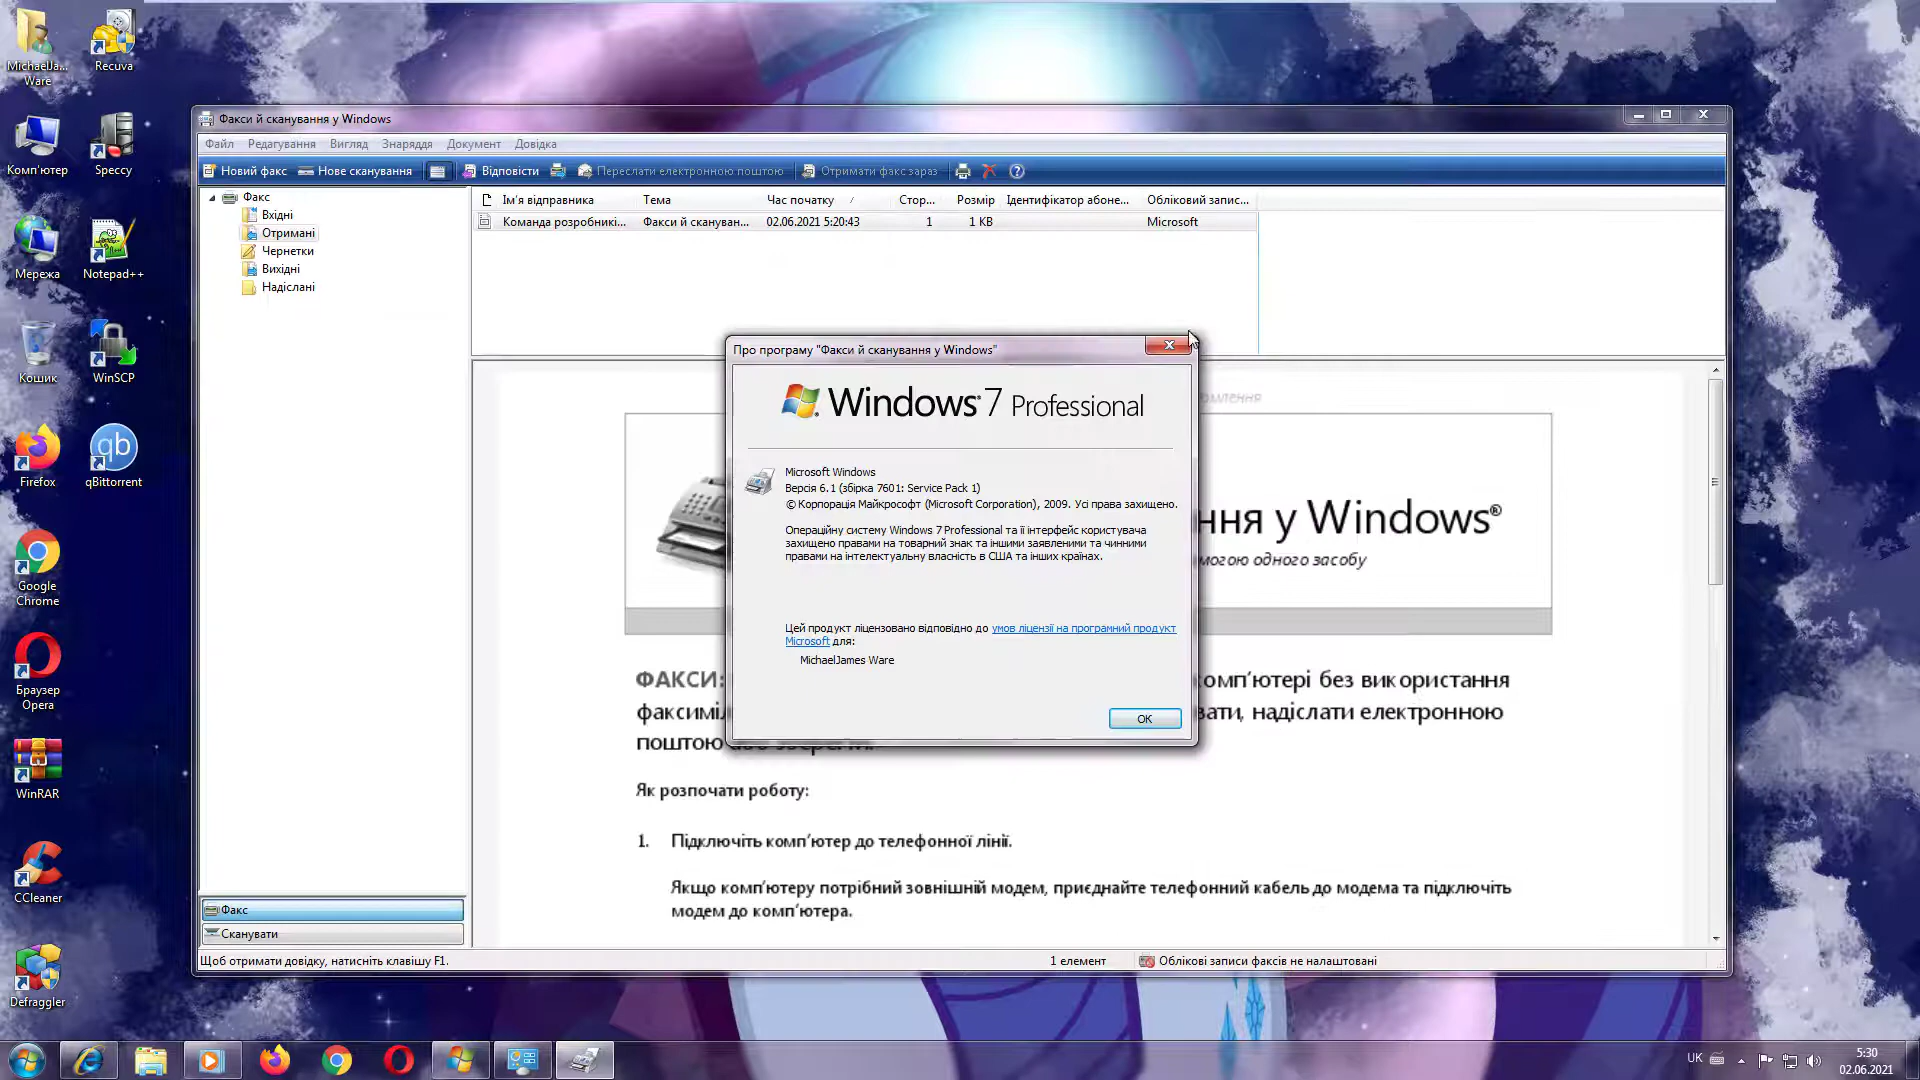 MichaelJa...
Ware
Recuva
Комп'ютер
Speccy
Мережа
Notepad++
Кошик
WinSCP
Firefox
qBittorrent
Google
Chrome
Браузер
Opera
WinRAR
CCleaner
Defraggler
Факси й сканування у Windows
Файл Редагування Вигляд Знаряддя Документ Довідка
Новий факс Нове сканування Відповісти Переслати електронною поштою Отримати факс зараз
Факс
Вхідні
Отримані
Чернетки
Вихідні
Надіслані
Ім'я відправника Тема Час початку Стор... Розмір Ідентифікатор абоне... Обліковий запис...
Команда розробникі... Факси й скануван... 02.06.2021 5:20:43 1 1 KB Microsoft
Про програму "Факси й сканування у Windows"
Windows 7 Professional
Microsoft Windows
Версія 6.1 (збірка 7601: Service Pack 1)
© Корпорація Майкрософт (Microsoft Corporation), 2009. Усі права захищено.
Операційну систему Windows 7 Professional та її інтерфейс користувача
захищено правами на товарний знак та іншими заявленими та чинними
правами на інтелектуальну власність в США та інших країнах.
Цей продукт ліцензовано відповідно до умов ліцензії на програмний продукт
Microsoft для:
MichaelJames Ware
OK
ння у Windows®
могою одного засобу
ФАКСИ: комп'ютері без використання
факсимі вати, надіслати електронною
поштою
Як розпочати роботу:
1. Підключіть комп'ютер до телефонної лінії.
Якщо комп'ютеру потрібний зовнішній модем, приєднайте телефонний кабель до модема та підключіть
модем до комп'ютера.
Факс
Сканувати
Щоб отримати довідку, натисніть клавішу F1.
1 елемент
Облікові записи факсів не налаштовані
UK
5:30
02.06.2021